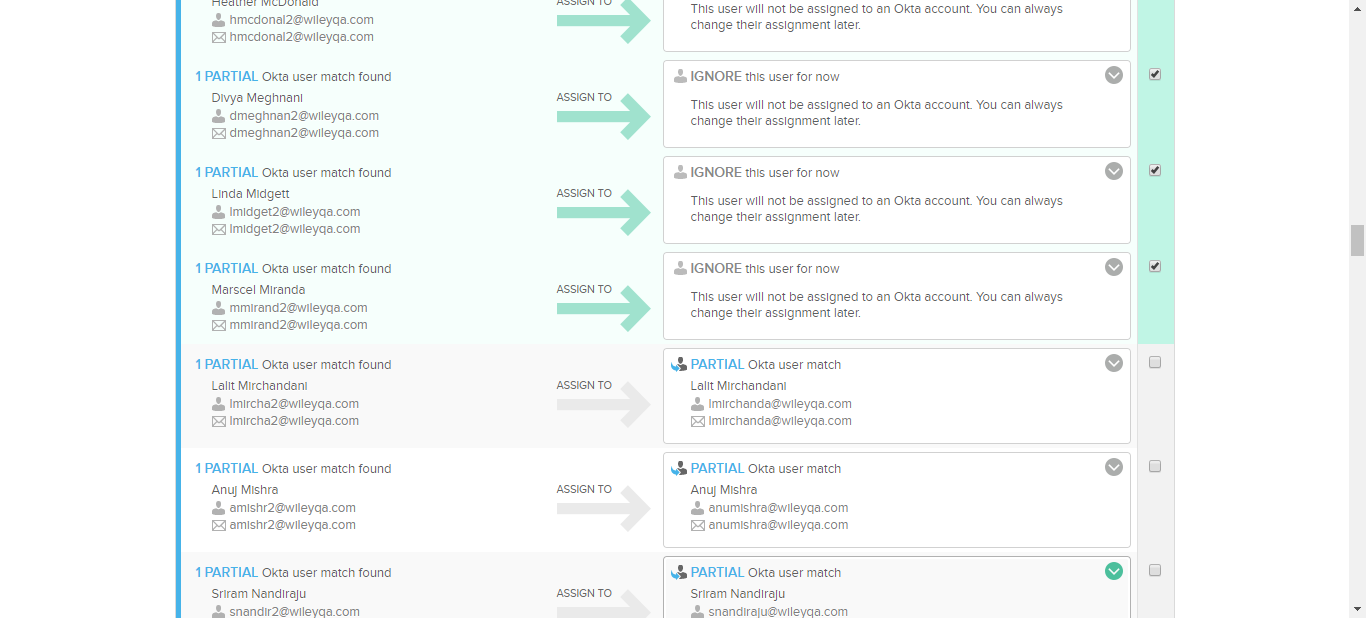 Heather McDonald
hmcdonal2@wileyqa.com
hmcdonal2@wileyqa.com
ASSIGN TO
This user will not be assigned to an Okta account. You can always
change their assignment later.
1 PARTIAL Okta user match found
Divya Meghnani
dmeghnan2@wileyqa.com
dmeghnan2@wileyqa.com
ASSIGN TO
IGNORE this user for now
This user will not be assigned to an Okta account. You can always
change their assignment later.
1 PARTIAL Okta user match found
Linda Midgett
lmidget2@wileyqa.com
lmidget2@wileyqa.com
ASSIGN TO
IGNORE this user for now
This user will not be assigned to an Okta account. You can always
change their assignment later.
1 PARTIAL Okta user match found
Marscel Miranda
mmirand2@wileyqa.com
mmirand2@wileyqa.com
ASSIGN TO
IGNORE this user for now
This user will not be assigned to an Okta account. You can always
change their assignment later.
1 PARTIAL Okta user match found
Lalit Mirchandani
lmircha2@wileyqa.com
lmircha2@wileyqa.com
ASSIGN TO
PARTIAL Okta user match
Lalit Mirchandani
lmirchanda@wileyqa.com
lmirchanda@wileyqa.com
1 PARTIAL Okta user match found
Anuj Mishra
amishr2@wileyqa.com
amishr2@wileyqa.com
ASSIGN TO
PARTIAL Okta user match
Anuj Mishra
anumishra@wileyqa.com
anumishra@wileyqa.com
1 PARTIAL Okta user match found
Sriram Nandiraju
snandir2@wileyqa.com
ASSIGN TO
PARTIAL Okta user match
Sriram Nandiraju
snandiraju@wileyqa.com